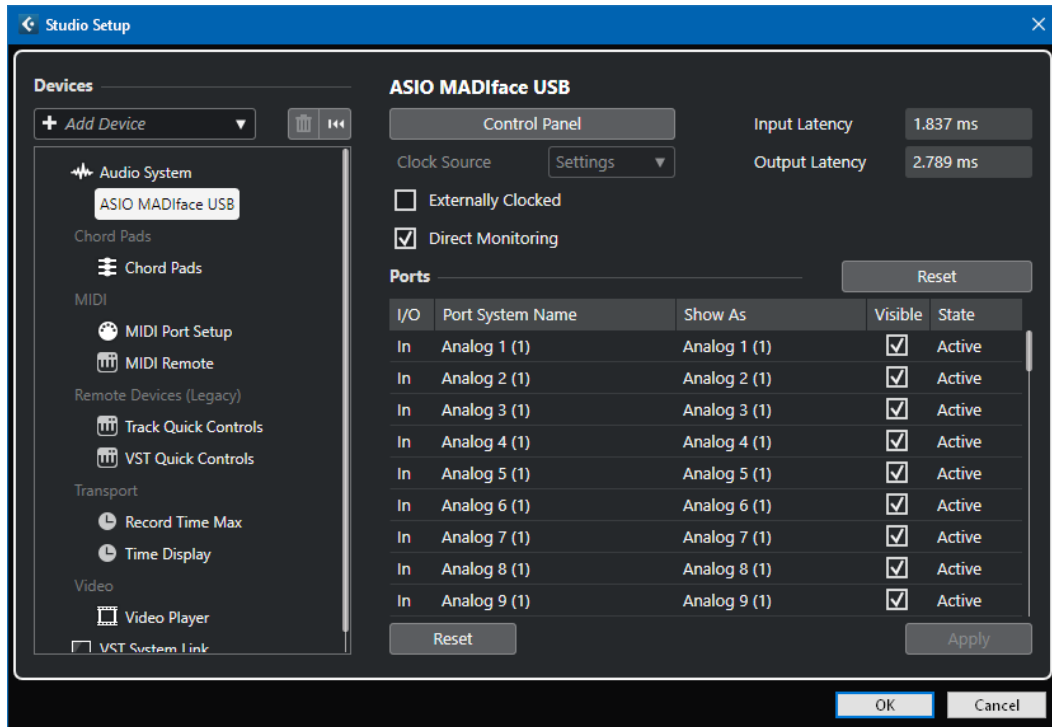 Studio Setup
Devices
Add Device
Audio System
ASIO MADIface USB
Chord Pads
Chord Pads
MIDI
MIDI Port Setup
MIDI Remote
Remote Devices (Legacy)
Track Quick Controls
VST Quick Controls
Transport
Record Time Max
Time Display
Video
Video Player
VST System Link
ASIO MADIface USB
Control Panel
Input Latency 1.837 ms
Clock Source Settings
Output Latency 2.789 ms
Externally Clocked
Direct Monitoring
Ports
Reset
I/O Port System Name Show As Visible State
In Analog 1 (1) Analog 1 (1) Active
In Analog 2 (1) Analog 2 (1) Active
In Analog 3 (1) Analog 3 (1) Active
In Analog 4 (1) Analog 4 (1) Active
In Analog 5 (1) Analog 5 (1) Active
In Analog 6 (1) Analog 6 (1) Active
In Analog 7 (1) Analog 7 (1) Active
In Analog 8 (1) Analog 8 (1) Active
In Analog 9 (1) Analog 9 (1) Active
Reset Apply
OK Cancel